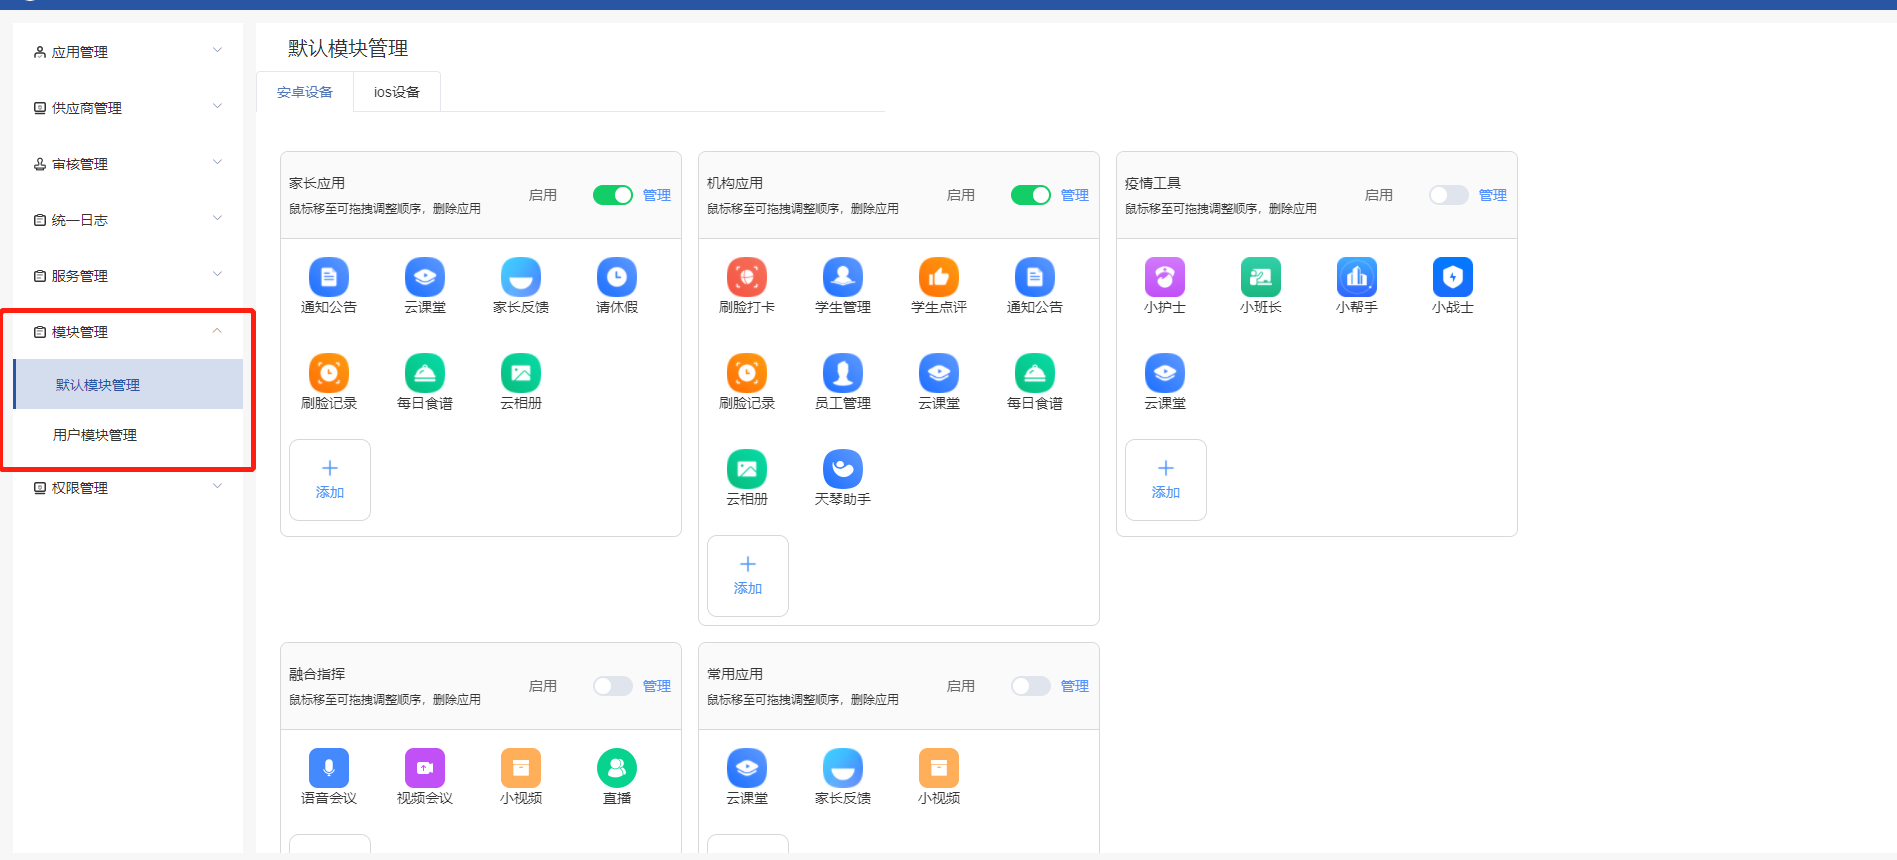 应用管理
供应商管理
审核管理
统一日志
服务管理
模块管理
默认模块管理
用户模块管理
权限管理
默认模块管理
安卓设备
ios设备
家长应用
鼠标移至可拖拽调整顺序，删除应用
启用
管理
通知公告
云课堂
家长反馈
请休假
刷脸记录
每日食谱
云相册
添加
机构应用
鼠标移至可拖拽调整顺序，删除应用
启用
管理
刷脸打卡
学生管理
学生点评
通知公告
刷脸记录
员工管理
云课堂
每日食谱
云相册
天琴助手
添加
疫情工具
鼠标移至可拖拽调整顺序，删除应用
启用
管理
小护士
小班长
小帮手
小战士
云课堂
添加
融合指挥
鼠标移至可拖拽调整顺序，删除应用
启用
管理
语音会议
视频会议
小视频
直播
常用应用
鼠标移至可拖拽调整顺序，删除应用
启用
管理
云课堂
家长反馈
小视频